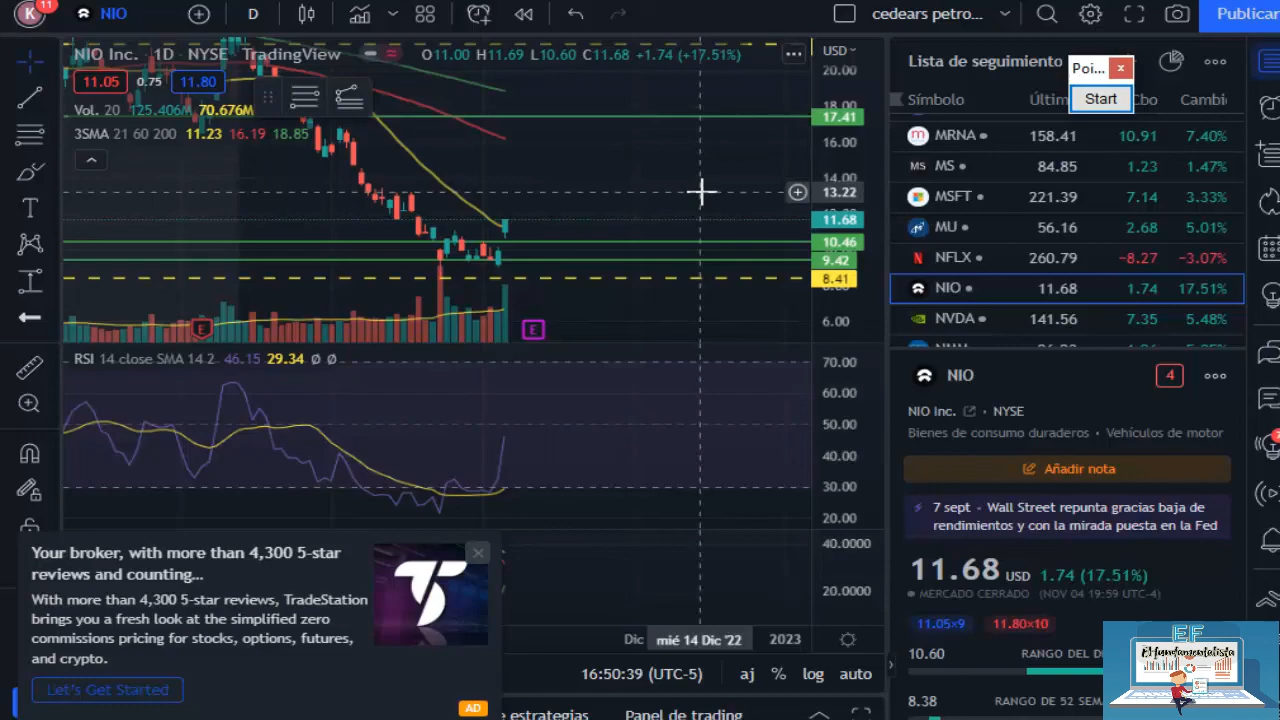 K
11
NIO
D
cedears petro...
Publicar
NIO Inc. 1D NYSE TradingView
O11.00 H11.69 L10.60 C11.68 +1.74 (+17.51%)
USD
11.05 0.75 11.80
Vol. 20 125.406M 70.676M
3SMA 21 60 200 11.23 16.19 18.85
20.00
18.00
17.41
16.00
14.00
13.22
11.68
10.46
9.42
8.41
6.00
E
E
RSI 14 close SMA 14 2 46.15 29.34 Ø Ø
70.00
60.00
50.00
40.00
30.00
20.00
40.0000
20.0000
Dic
mié 14 Dic '22
2023
16:50:39 (UTC-5)
aj % log auto
e estrategia
Panel de trading
Your broker, with more than 4,300 5-star
reviews and counting...
With more than 4,300 5-star reviews, TradeStation
brings you a fresh look at the simplified zero
commissions pricing for stocks, options, futures,
and crypto.
Let's Get Started
AD
Lista de seguimiento
Poi... x
Start
Símbolo Últim Cbo Cambi
MRNA 158.41 10.91 7.40%
MS MS 84.85 1.23 1.47%
MSFT 221.39 7.14 3.33%
MU 56.16 2.68 5.01%
NFLX 260.79 −8.27 −3.07%
NIO 11.68 1.74 17.51%
NVDA 141.56 7.35 5.48%
NIO
4
NIO Inc. • NYSE
Bienes de consumo duraderos • Vehículos de motor
Añadir nota
7 sept • Wall Street repunta gracias baja de
rendimientos y con la mirada puesta en la Fed
11.68 USD 1.74 (17.51%)
MERCADO CERRADO (NOV 04 19:59 UTC-4)
11.05×9 11.80×10
10.60 RANGO DEL D
8.38 RANGO DE 52 SEM
EF
ElFundamentalista